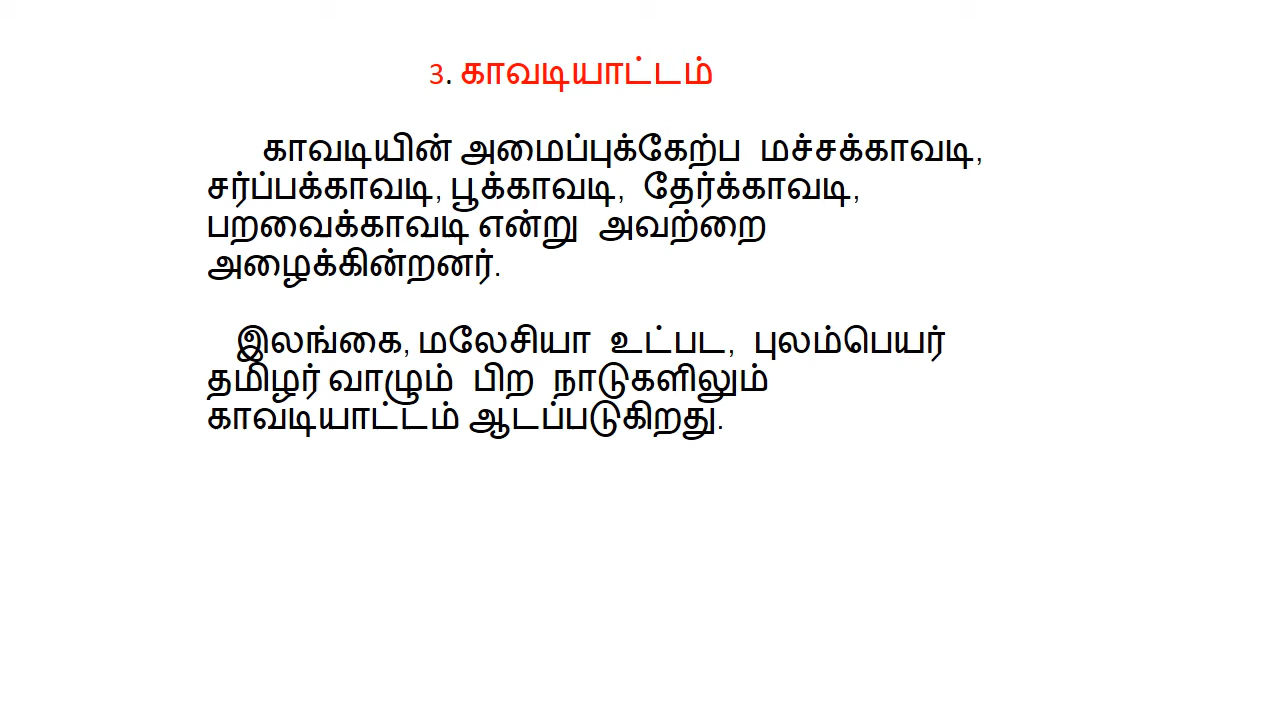 3. காவடியாட்டம்
காவடியின் அமைப்புக்கேற்ப மச்சக்காவடி,
சர்ப்பக்காவடி, பூக்காவடி, தேர்க்காவடி,
பறவைக்காவடி என்று அவற்றை
அழைக்கின்றனர்.
இலங்கை, மலேசியா உட்பட, புலம்பெயர்
தமிழர் வாழும் பிற நாடுகளிலும்
காவடியாட்டம் ஆடப்படுகிறது.